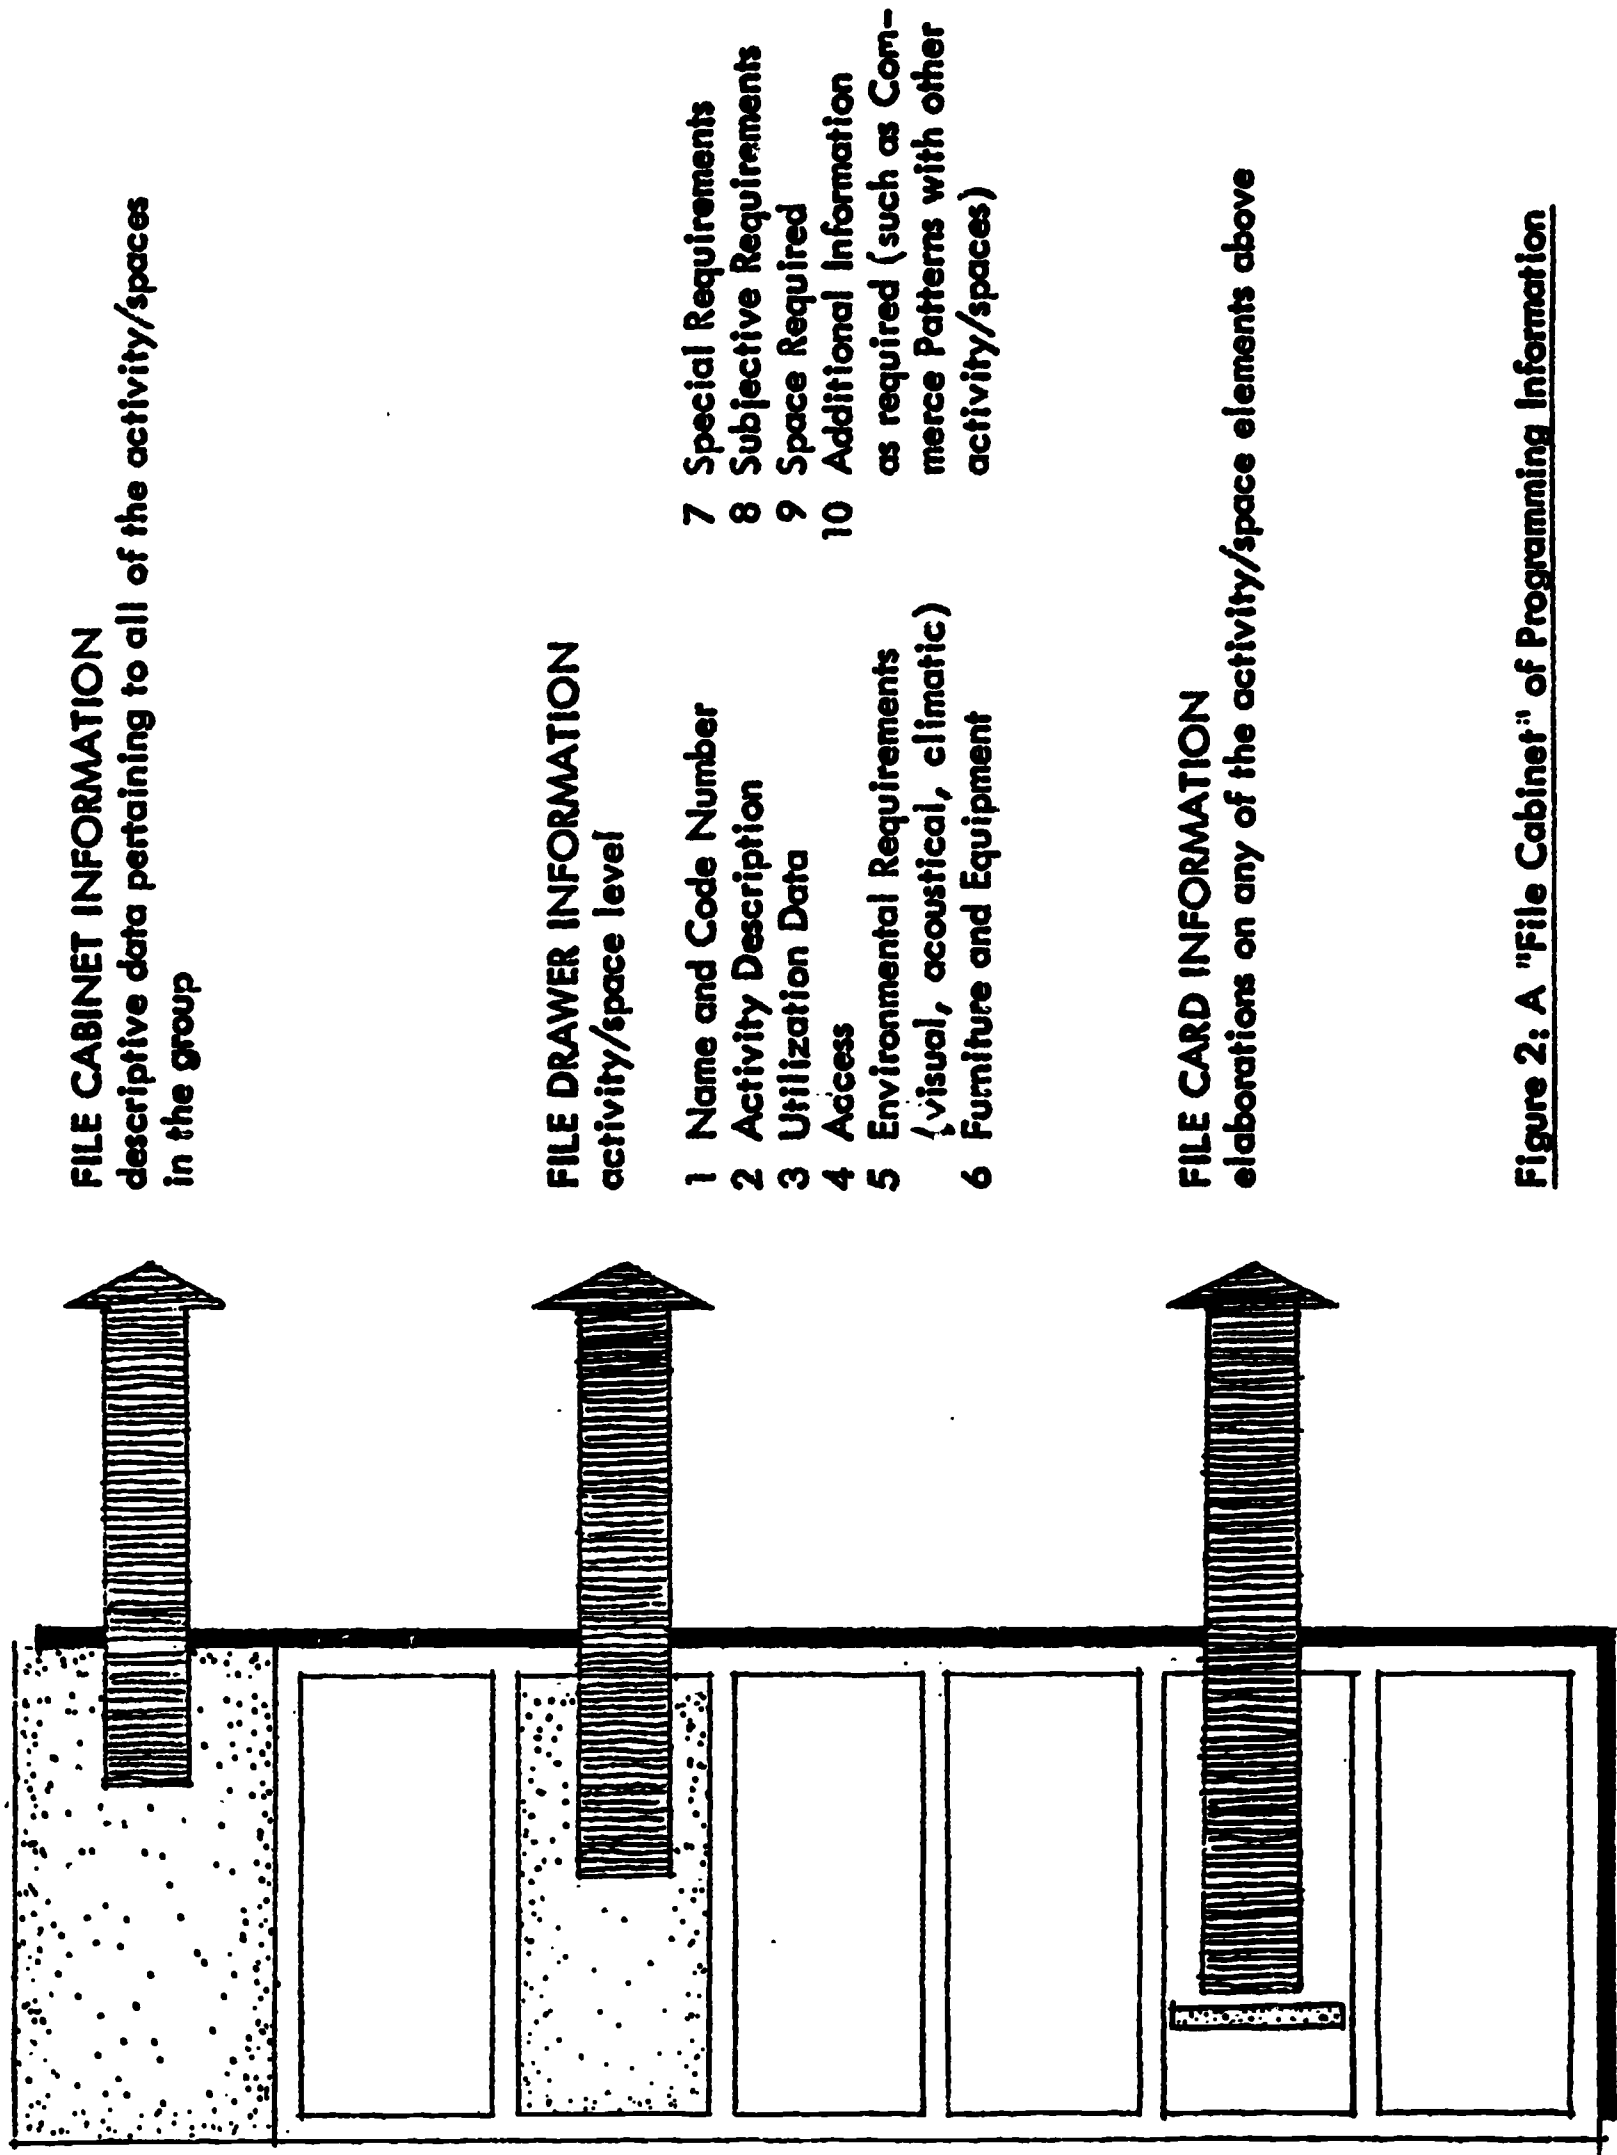 FILE CABINET INFORMATION
descriptive data pertaining to all of the activity/spaces
in the group
FILE DRAWER INFORMATION
activity/space level
1 Name and Code Number
2 Activity Description
3 Utilization Data
4 Access
5 Environmental Requirements
(visual, acoustical, climatic)
6 Furniture and Equipment
7 Special Requirements
8 Subjective Requirements
9 Space Required
10 Additional Information
as required (such as Com-
merce Patterns with other
activity/spaces)
FILE CARD INFORMATION
elaborations on any of the activity/space elements above
Figure 2: A "File Cabinet" of Programming Information